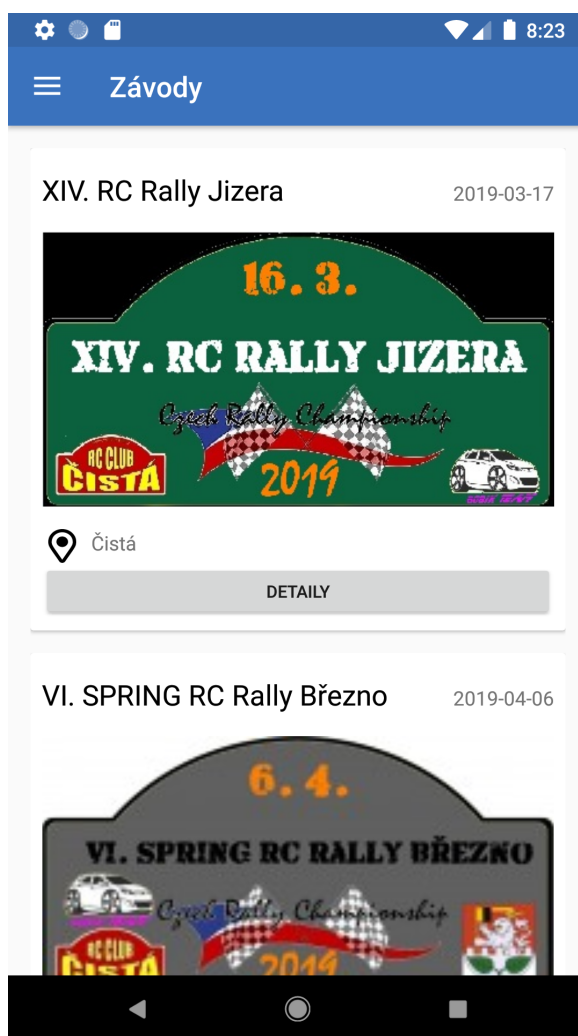 8:23
Závody
XIV. RC Rally Jizera
2019-03-17
16. 3.
XIV. RC RALLY JIZERA
Czech Rally Championship
RC CLUB
ČISTÁ
2019
Čistá
DETAILY
VI. SPRING RC Rally Březno
2019-04-06
6. 4.
VI. SPRING RC RALLY BŘEZNO
Czech Rally Championship
RC CLUB
ČISTÁ
2019